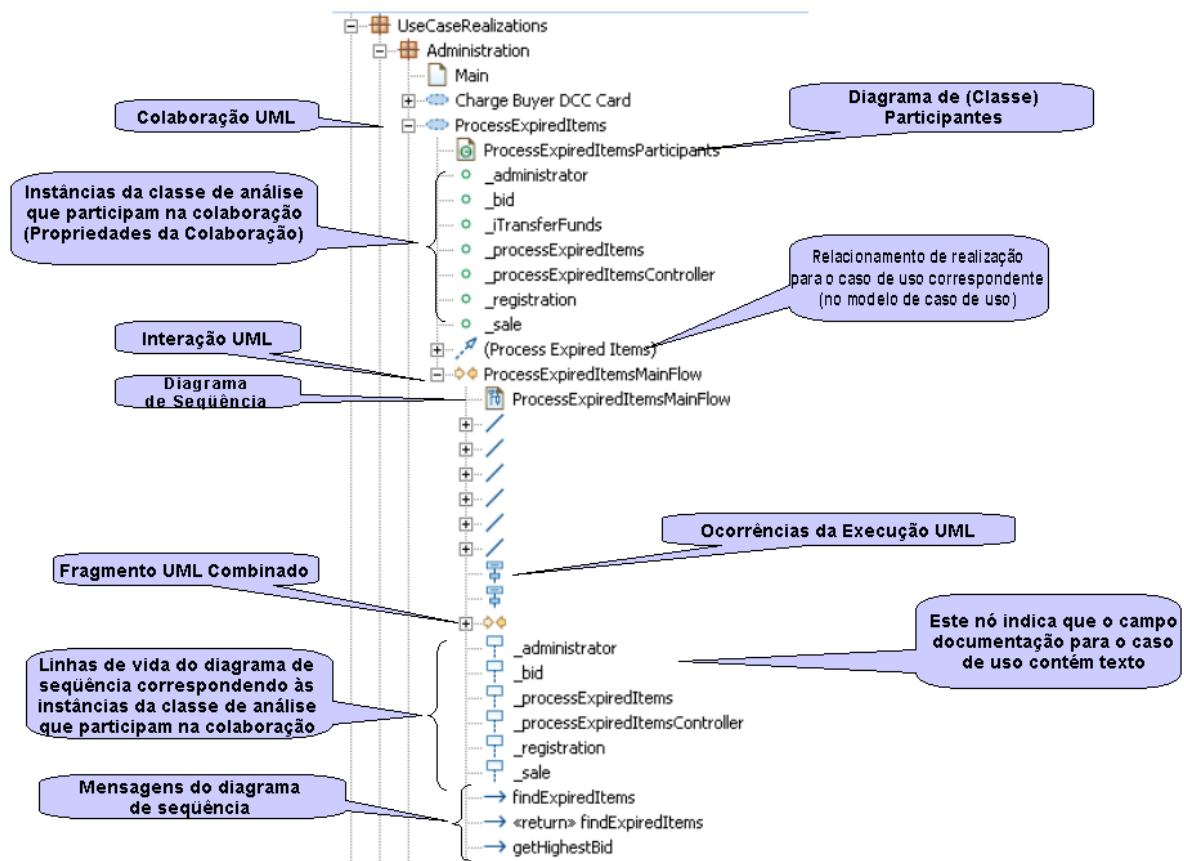 UseCaseRealizations
Administration
Main
Charge Buyer DCC Card
Colaboração UML
Diagrama de (Classe)
Participantes
ProcessExpiredItems
ProcessExpiredItemsParticipants
Instâncias da classe de análise
que participam na colaboração
(Propriedades da Colaboração)
_administrator
_bid
_iTransferFunds
_processExpiredItems
_processExpiredItemsController
_registration
_sale
Relacionamento de realização
para o caso de uso correspondente
(no modelo de caso de uso)
Interação UML
(Process Expired Items)
ProcessExpiredItemsMainFlow
Diagrama
de Seqüência
ProcessExpiredItemsMainFlow
Ocorrências da Execução UML
Fragmento UML Combinado
Este nó indica que o campo
documentação para o caso
de uso contém texto
Linhas de vida do diagrama de
seqüência correspondendo às
instâncias da classe de análise
que participam na colaboração
_administrator
_bid
_processExpiredItems
_processExpiredItemsController
_registration
_sale
Mensagens do diagrama
de seqüência
findExpiredItems
«return» findExpiredItems
getHighestBid